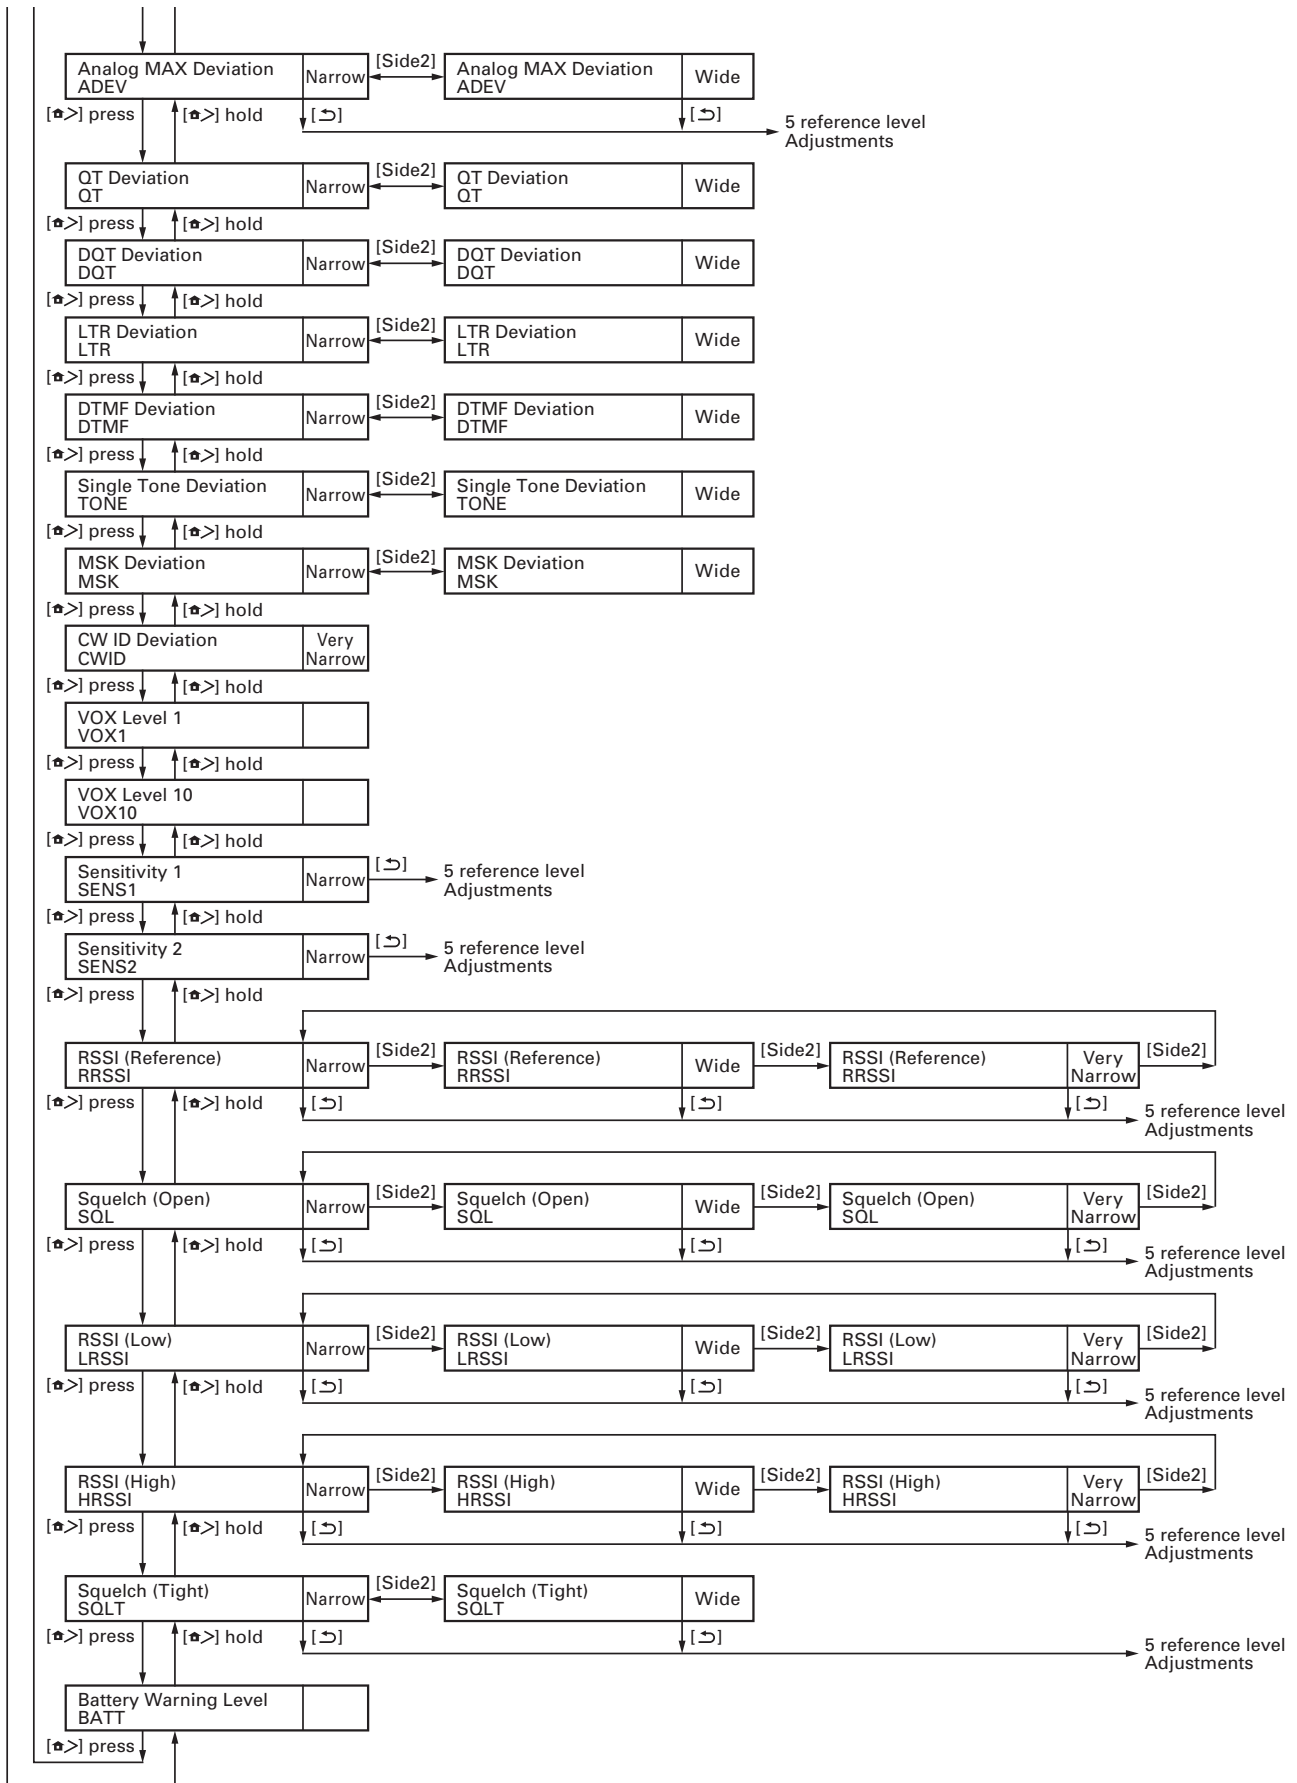 Analog MAX Deviation
ADEV
Narrow
[Side2]
Analog MAX Deviation
ADEV
Wide
[>] press
[>] hold
[⮌]
[⮌]
5 reference level
Adjustments
QT Deviation
QT
Narrow
[Side2]
QT Deviation
QT
Wide
[>] press
[>] hold
DQT Deviation
DQT
Narrow
[Side2]
DQT Deviation
DQT
Wide
[>] press
[>] hold
LTR Deviation
LTR
Narrow
[Side2]
LTR Deviation
LTR
Wide
[>] press
[>] hold
DTMF Deviation
DTMF
Narrow
[Side2]
DTMF Deviation
DTMF
Wide
[>] press
[>] hold
Single Tone Deviation
TONE
Narrow
[Side2]
Single Tone Deviation
TONE
Wide
[>] press
[>] hold
MSK Deviation
MSK
Narrow
[Side2]
MSK Deviation
MSK
Wide
[>] press
[>] hold
CW ID Deviation
CWID
Very
Narrow
[>] press
[>] hold
VOX Level 1
VOX1
[>] press
[>] hold
VOX Level 10
VOX10
[>] press
[>] hold
Sensitivity 1
SENS1
Narrow
[⮌]
5 reference level
Adjustments
[>] press
[>] hold
Sensitivity 2
SENS2
Narrow
[⮌]
5 reference level
Adjustments
[>] press
[>] hold
RSSI (Reference)
RRSSI
Narrow
[Side2]
RSSI (Reference)
RRSSI
Wide
[Side2]
RSSI (Reference)
RRSSI
Very
Narrow
[Side2]
[>] press
[>] hold
[⮌]
[⮌]
[⮌]
5 reference level
Adjustments
Squelch (Open)
SQL
Narrow
[Side2]
Squelch (Open)
SQL
Wide
[Side2]
Squelch (Open)
SQL
Very
Narrow
[Side2]
[>] press
[>] hold
[⮌]
[⮌]
[⮌]
5 reference level
Adjustments
RSSI (Low)
LRSSI
Narrow
[Side2]
RSSI (Low)
LRSSI
Wide
[Side2]
RSSI (Low)
LRSSI
Very
Narrow
[Side2]
[>] press
[>] hold
[⮌]
[⮌]
[⮌]
5 reference level
Adjustments
RSSI (High)
HRSSI
Narrow
[Side2]
RSSI (High)
HRSSI
Wide
[Side2]
RSSI (High)
HRSSI
Very
Narrow
[Side2]
[>] press
[>] hold
[⮌]
[⮌]
[⮌]
5 reference level
Adjustments
Squelch (Tight)
SQLT
Narrow
[Side2]
Squelch (Tight)
SQLT
Wide
[>] press
[>] hold
[⮌]
[⮌]
5 reference level
Adjustments
Battery Warning Level
BATT
[>] press